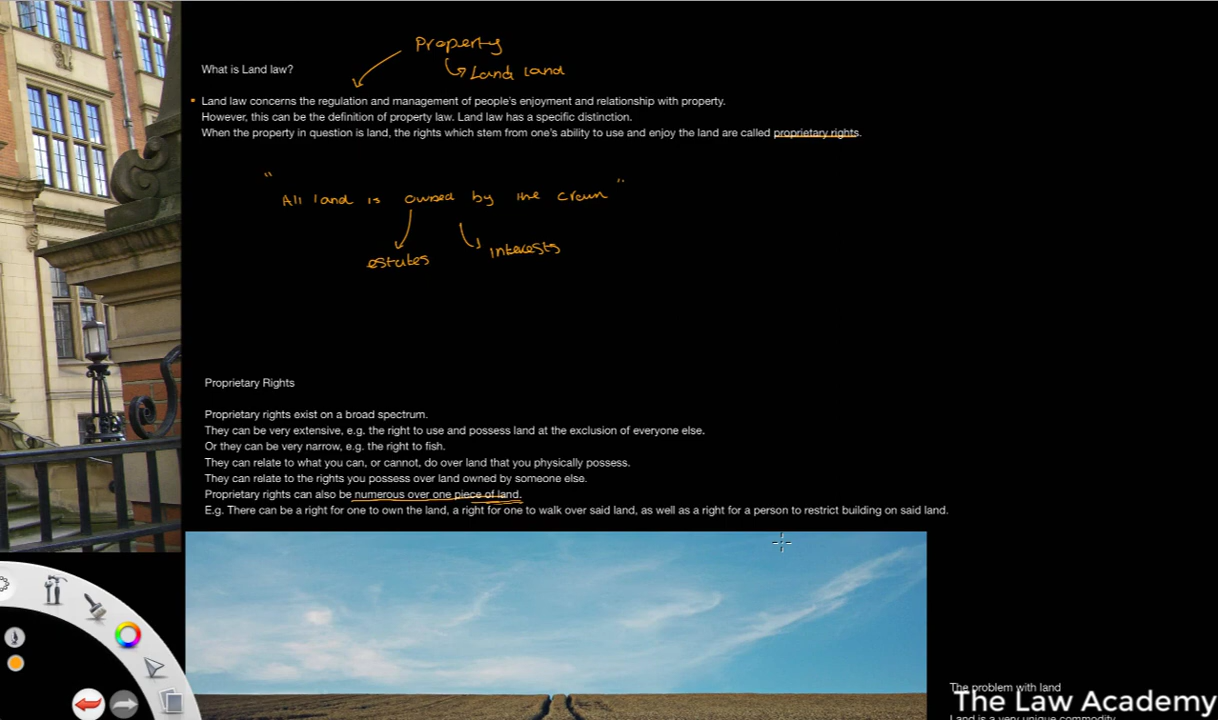 Property
Land land
What is Land law?
Land law concerns the regulation and management of people's enjoyment and relationship with property.
However, this can be the definition of property law. Land law has a specific distinction.
When the property in question is land, the rights which stem from one's ability to use and enjoy the land are called proprietary rights.
"All land is owned by the crown"
estates
interests
Proprietary Rights
Proprietary rights exist on a broad spectrum.
They can be very extensive, e.g. the right to use and possess land at the exclusion of everyone else.
Or they can be very narrow, e.g. the right to fish.
They can relate to what you can, or cannot, do over land that you physically possess.
They can relate to the rights you possess over land owned by someone else.
Proprietary rights can also be numerous over one piece of land.
E.g. There can be a right for one to own the land, a right for one to walk over said land, as well as a right for a person to restrict building on said land.
The problem with land
The Law Academy
Land is a very unique commodity